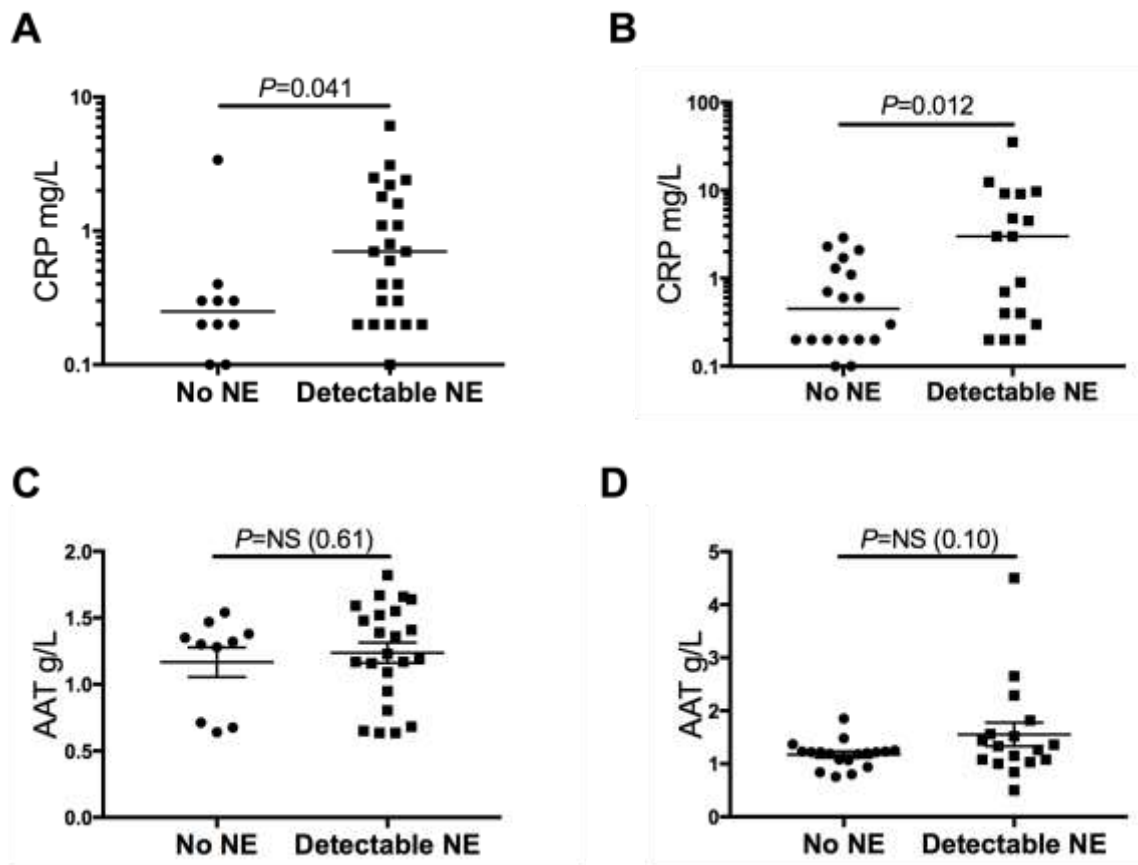 A
P=0.041
CRP mg/L
10
1
0.1
No NE
Detectable NE
B
P=0.012
CRP mg/L
100
10
1
0.1
No NE
Detectable NE
C
P=NS (0.61)
AAT g/L
2.0
1.5
1.0
0.5
0.0
No NE
Detectable NE
D
P=NS (0.10)
AAT g/L
5
4
3
2
1
0
No NE
Detectable NE